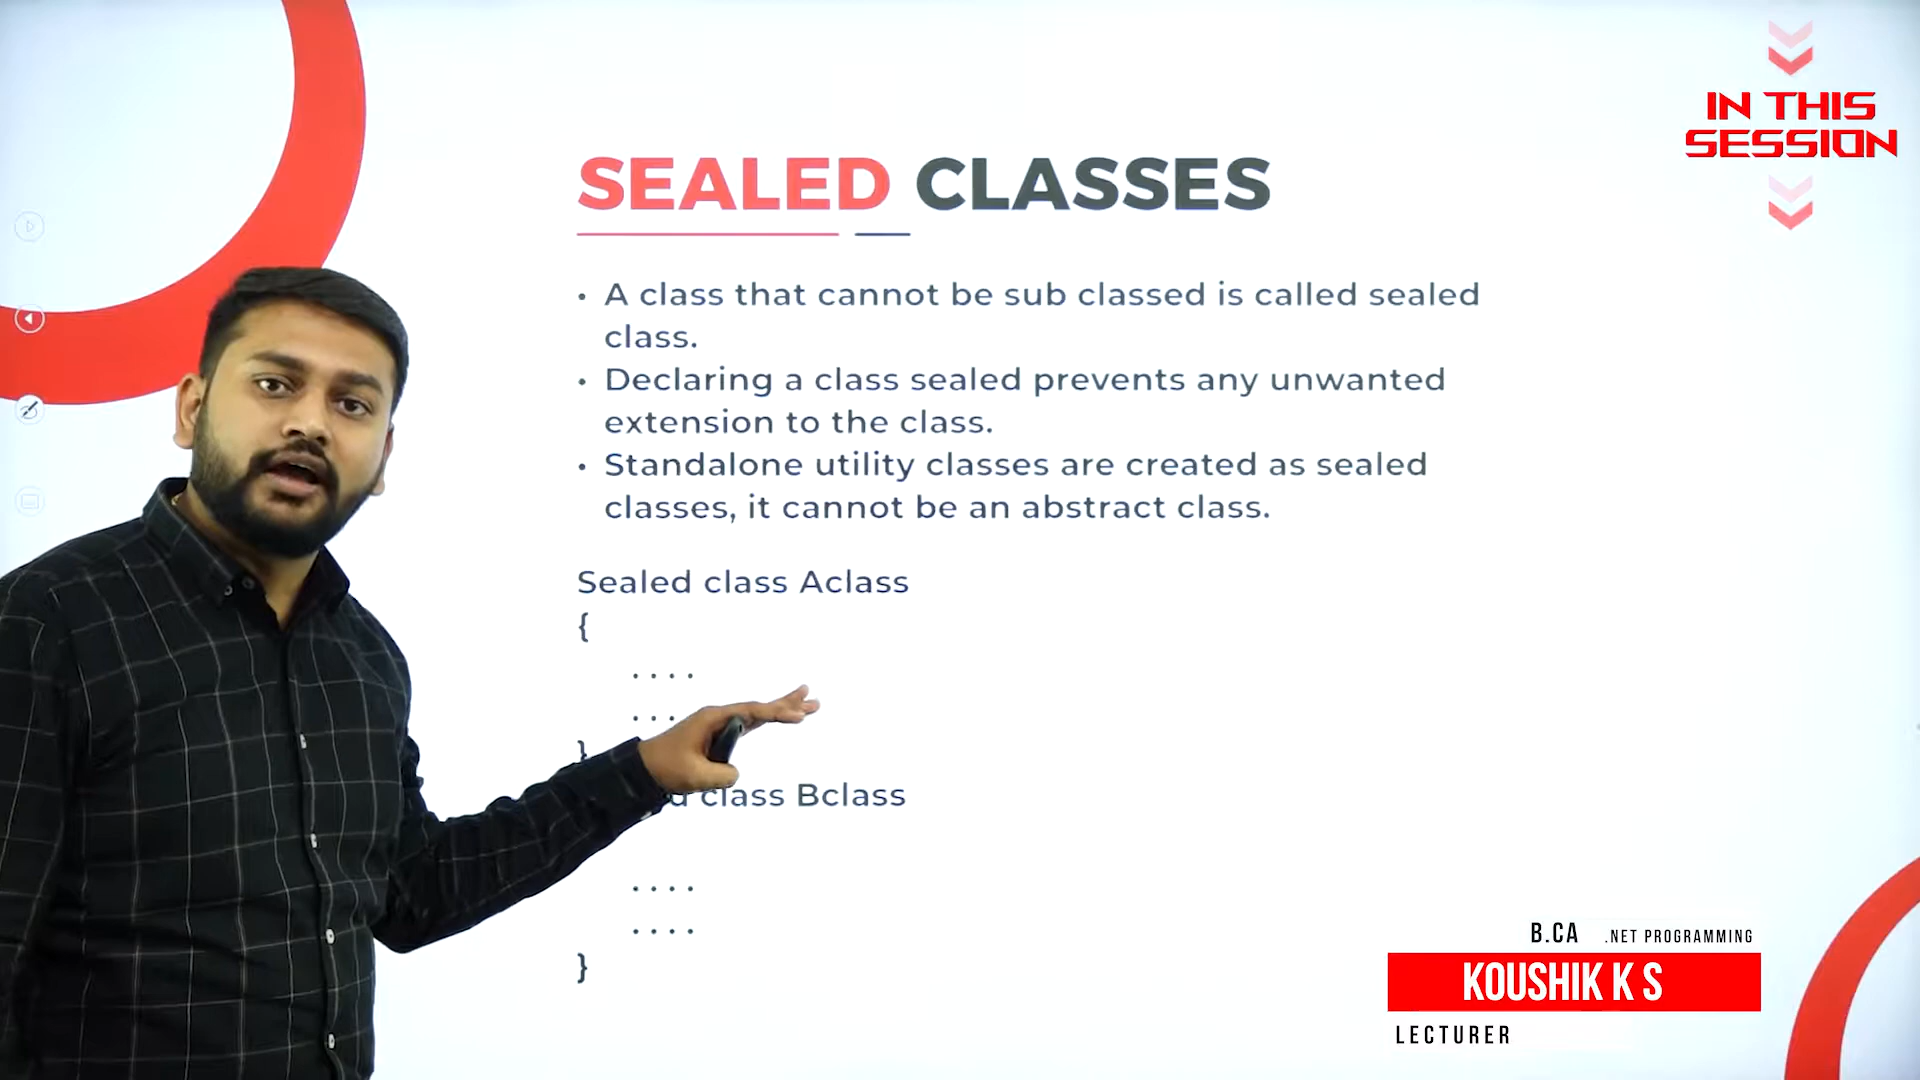 IN THIS
SESSION
SEALED CLASSES
• A class that cannot be sub classed is called sealed
class.
• Declaring a class sealed prevents any unwanted
extension to the class.
• Standalone utility classes are created as sealed
classes, it cannot be an abstract class.
Sealed class Aclass
{
. . . .
. . .
}
class Bclass
. . . .
. . . .
}
B.CA .NET PROGRAMMING
KOUSHIK K S
LECTURER